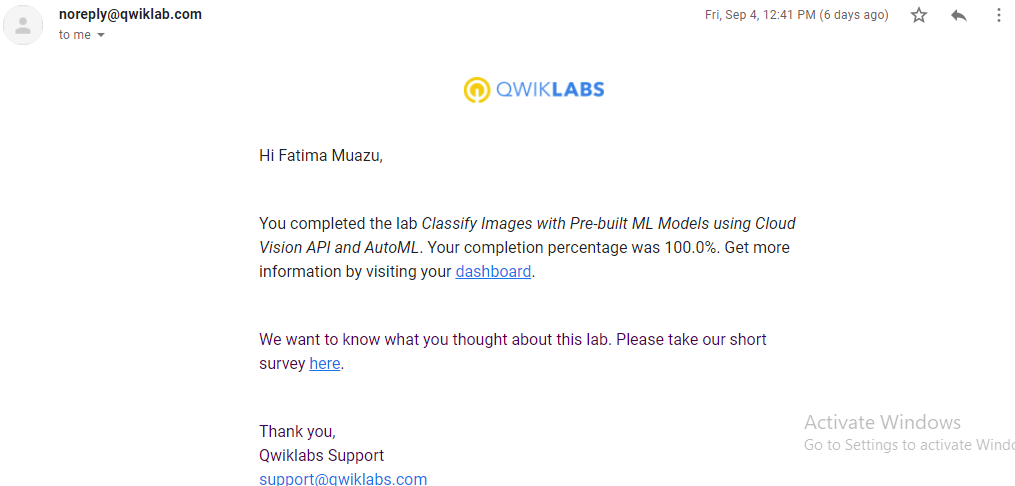 noreply@qwiklab.com
Fri, Sep 4, 12:41 PM (6 days ago)
to me
QWIKLABS
Hi Fatima Muazu,
You completed the lab Classify Images with Pre-built ML Models using Cloud
Vision API and AutoML. Your completion percentage was 100.0%. Get more
information by visiting your dashboard.
We want to know what you thought about this lab. Please take our short
survey here.
Thank you,
Qwiklabs Support
support@qwiklabs.com
Activate Windows
Go to Settings to activate Windo